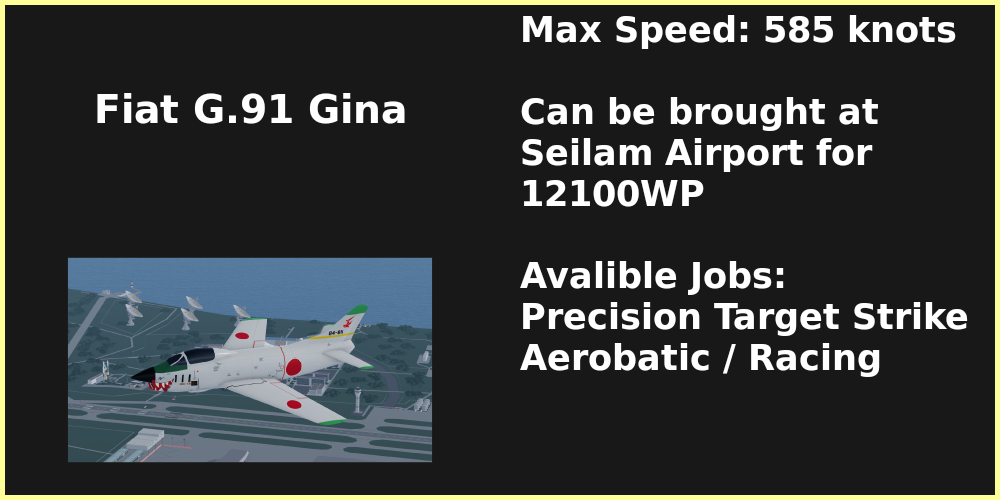 Fiat G.91 Gina
Max Speed: 585 knots
Can be brought at
Seilam Airport for
12100WP
Avalible Jobs:
Precision Target Strike
Aerobatic / Racing